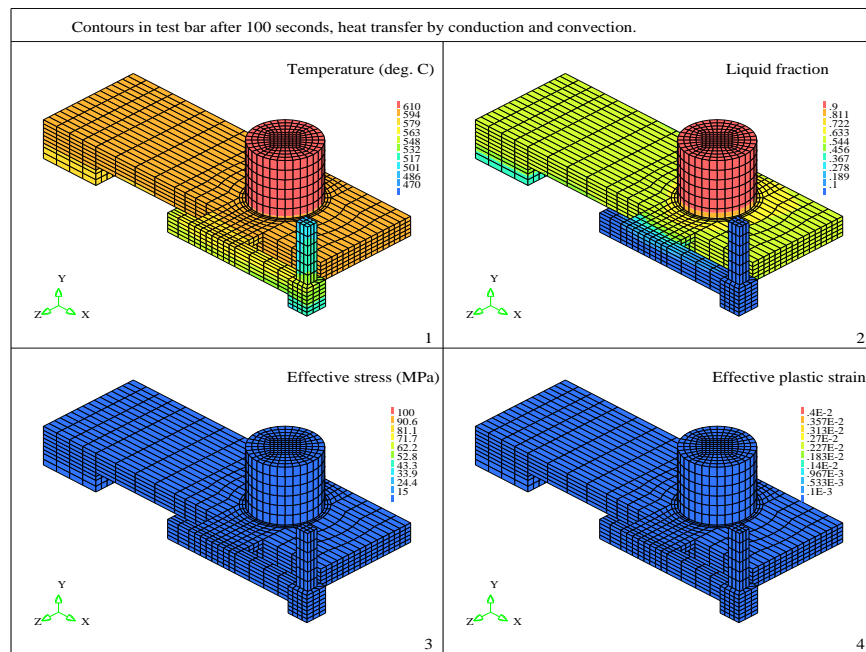 Contours in test bar after 100 seconds, heat transfer by conduction and convection.
Temperature (deg. C)
610
594
579
563
548
532
517
501
486
470
Y
Z
X
1
Liquid fraction
.9
.811
.722
.633
.544
.456
.367
.278
.189
.1
Y
Z
X
2
Effective stress (MPa)
100
90.6
81.1
71.7
62.2
52.8
43.3
33.9
24.4
15
Y
Z
X
3
Effective plastic strain
.4E-2
.357E-2
.313E-2
.27E-2
.227E-2
.183E-2
.14E-2
.967E-3
.533E-3
.1E-3
Y
Z
X
4